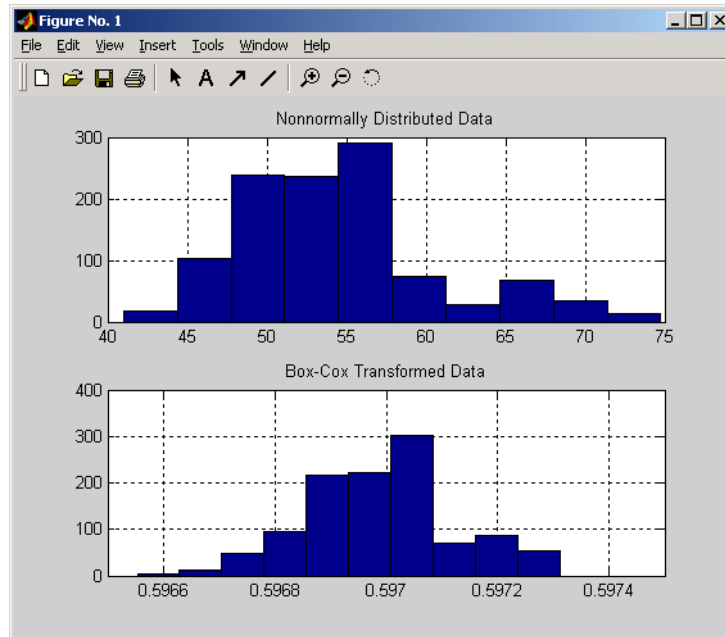 Figure No. 1
File Edit View Insert Tools Window Help
A
Nonnormally Distributed Data
300
200
100
0
40 45 50 55 60 65 70 75
Box-Cox Transformed Data
400
300
200
100
0
0.5966 0.5968 0.597 0.5972 0.5974